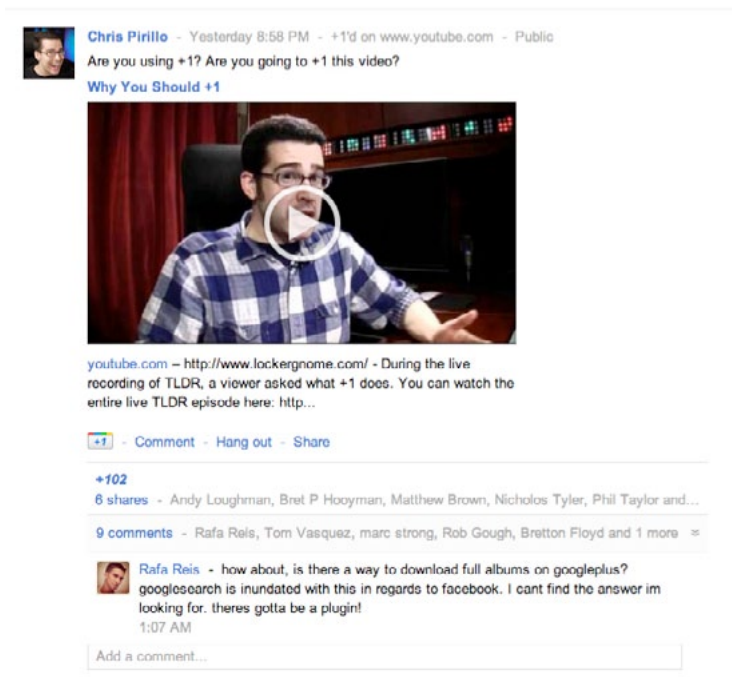 Chris Pirillo - Yesterday 8:58 PM - +1'd on www.youtube.com - Public
Are you using +1? Are you going to +1 this video?
Why You Should +1
youtube.com – http://www.lockergnome.com/ - During the live
recording of TLDR, a viewer asked what +1 does. You can watch the
entire live TLDR episode here: http...
+1 - Comment - Hang out - Share
+102
6 shares - Andy Loughman, Bret P Hooyman, Matthew Brown, Nicholos Tyler, Phil Taylor and...
9 comments - Rafa Reis, Tom Vasquez, marc strong, Rob Gough, Bretton Floyd and 1 more
Rafa Reis - how about, is there a way to download full albums on googleplus?
googlesearch is inundated with this in regards to facebook. I cant find the answer im
looking for. theres gotta be a plugin!
1:07 AM
Add a comment...